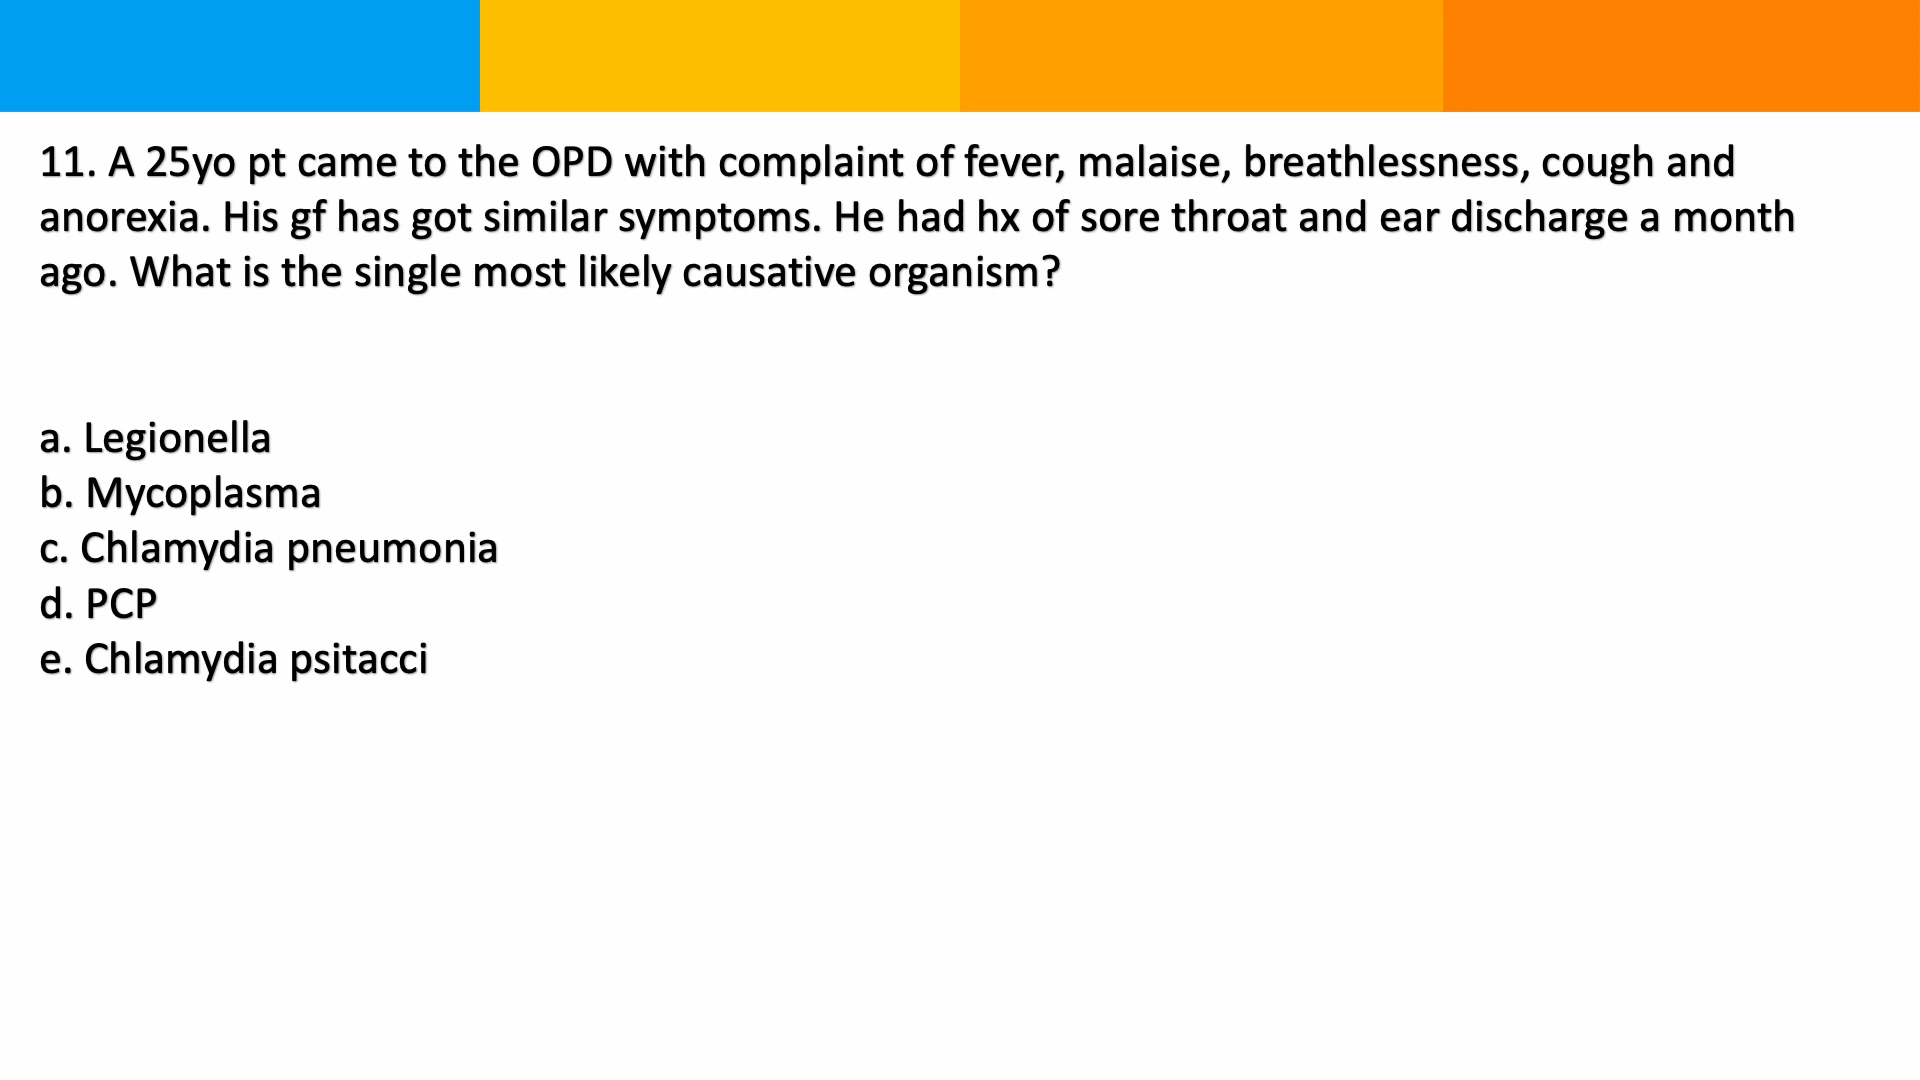 11. A 25yo pt came to the OPD with complaint of fever, malaise, breathlessness, cough and
anorexia. His gf has got similar symptoms. He had hx of sore throat and ear discharge a month
ago. What is the single most likely causative organism?
a. Legionella
b. Mycoplasma
c. Chlamydia pneumonia
d. PCP
e. Chlamydia psitacci